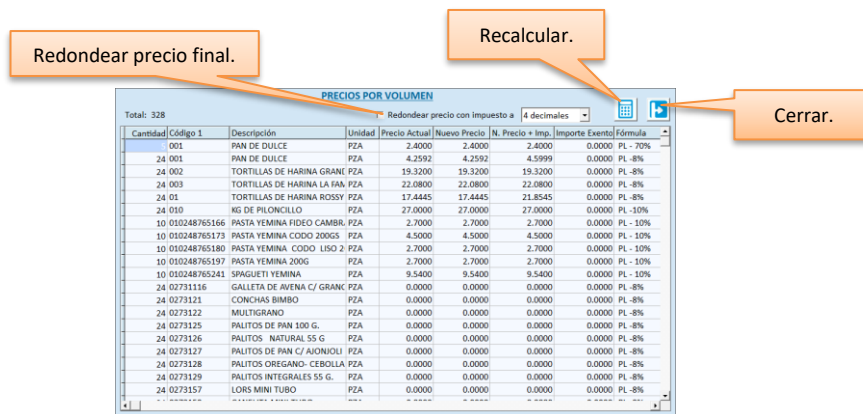 Recalcular.
Redondear precio final.
PRECIOS POR VOLUMEN
Total: 328
Redondear precio con impuesto a 4 decimales
Cerrar.
Cantidad Código 1 Descripción Unidad Precio Actual Nuevo Precio N. Precio + Imp. Importe Exento Fórmula
5 001 PAN DE DULCE PZA 2.4000 2.4000 2.4000 0.0000 PL - 70%
24 001 PAN DE DULCE PZA 4.2592 4.2592 4.5999 0.0000 PL -8%
24 002 TORTILLAS DE HARINA GRAND PZA 19.3200 19.3200 19.3200 0.0000 PL -8%
24 003 TORTILLAS DE HARINA LA FAM PZA 22.0800 22.0800 22.0800 0.0000 PL -8%
24 01 TORTILLAS DE HARINA ROSSY PZA 17.4445 17.4445 21.8545 0.0000 PL -8%
24 010 KG DE PILONCILLO PZA 27.0000 27.0000 27.0000 0.0000 PL -10%
10 010248765166 PASTA YEMINA FIDEO CAMBR PZA 2.7000 2.7000 2.7000 0.0000 PL - 10%
10 010248765173 PASTA YEMINA CODO 200GS PZA 4.5000 4.5000 4.5000 0.0000 PL - 10%
10 010248765180 PASTA YEMINA CODO LISO 2 PZA 2.7000 2.7000 2.7000 0.0000 PL - 10%
10 010248765197 PASTA YEMINA 200G PZA 2.7000 2.7000 2.7000 0.0000 PL - 10%
10 010248765241 SPAGUETI YEMINA PZA 9.5400 9.5400 9.5400 0.0000 PL - 10%
24 02731116 GALLETA DE AVENA C/ GRANC PZA 0.0000 0.0000 0.0000 0.0000 PL -8%
24 0273121 CONCHAS BIMBO PZA 0.0000 0.0000 0.0000 0.0000 PL -8%
24 0273122 MULTIGRANO PZA 0.0000 0.0000 0.0000 0.0000 PL -8%
24 0273125 PALITOS DE PAN 100 G. PZA 0.0000 0.0000 0.0000 0.0000 PL -8%
24 0273126 PALITOS NATURAL 55 G PZA 0.0000 0.0000 0.0000 0.0000 PL -8%
24 0273127 PALITOS DE PAN C/ AJONJOLI PZA 0.0000 0.0000 0.0000 0.0000 PL -8%
24 0273128 PALITOS OREGANO- CEBOLLA PZA 0.0000 0.0000 0.0000 0.0000 PL -8%
24 0273129 PALITOS INTEGRALES 55 G. PZA 0.0000 0.0000 0.0000 0.0000 PL -8%
24 0273157 LORS MINI TUBO PZA 0.0000 0.0000 0.0000 0.0000 PL -8%